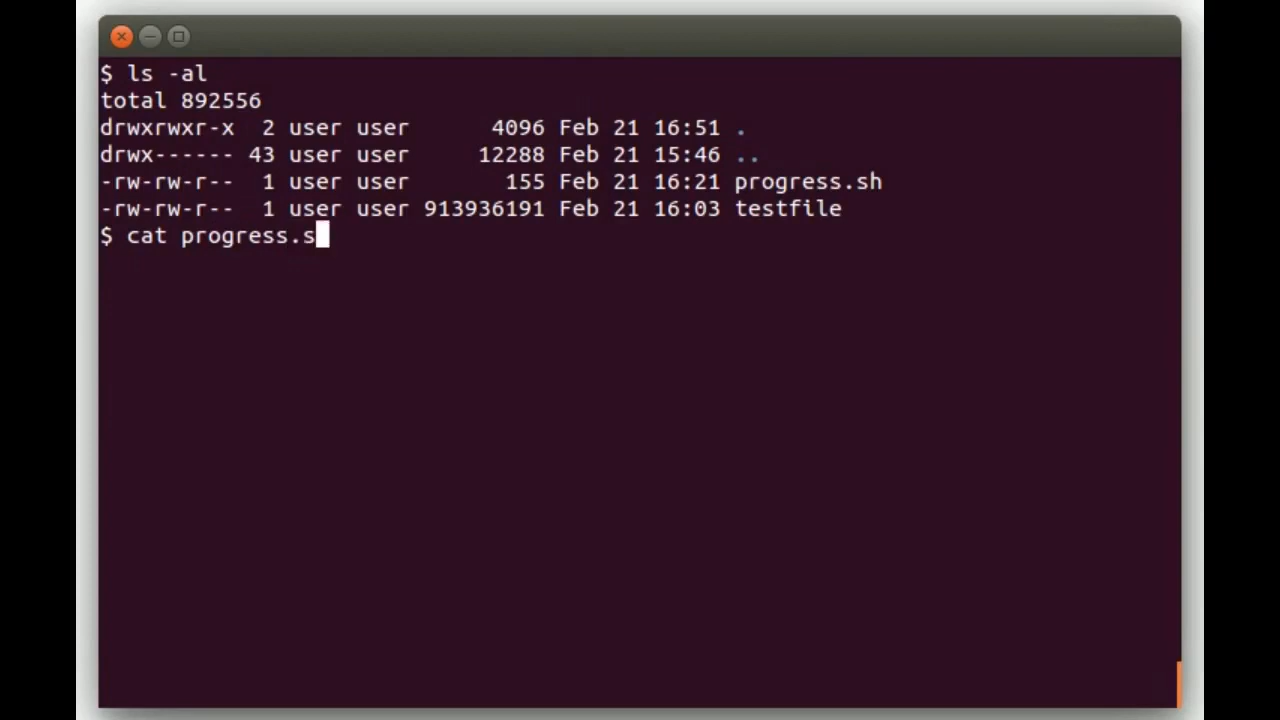 $ ls -al
total 892556
drwxrwxr-x  2 user user      4096 Feb 21 16:51 .
drwx------ 43 user user     12288 Feb 21 15:46 ..
-rw-rw-r--  1 user user       155 Feb 21 16:21 progress.sh
-rw-rw-r--  1 user user 913936191 Feb 21 16:03 testfile
$ cat progress.s